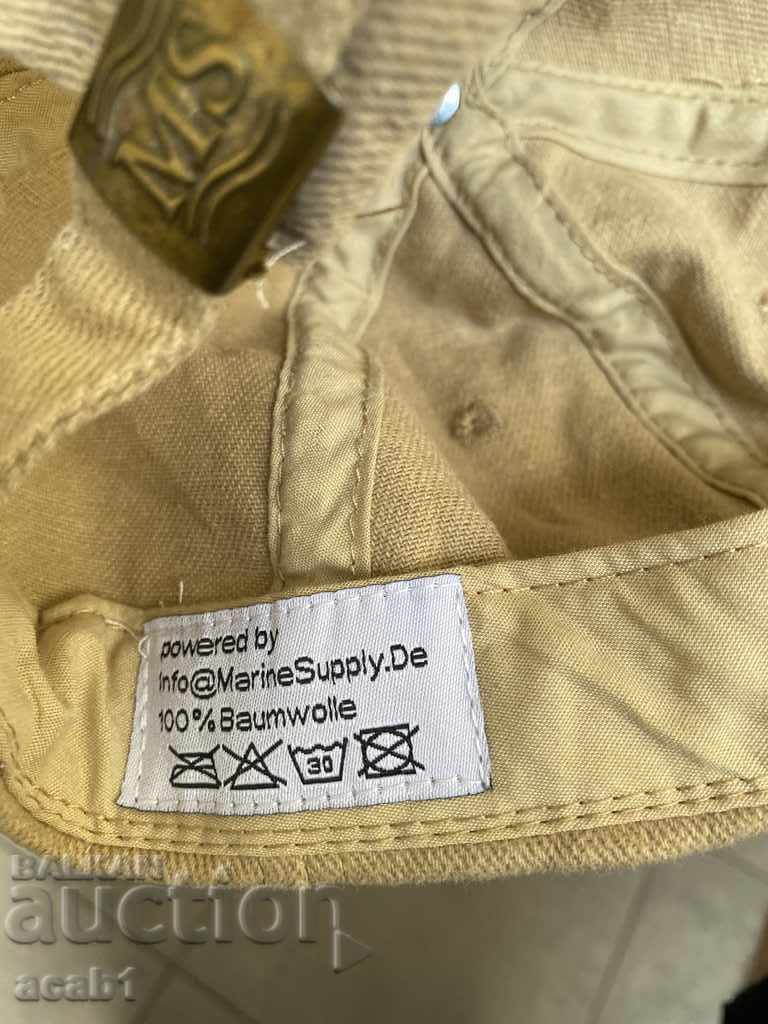 MS
powered by
Info@MarineSupply.De
100%Baumwolle
30
BALKAN
auction
acab1